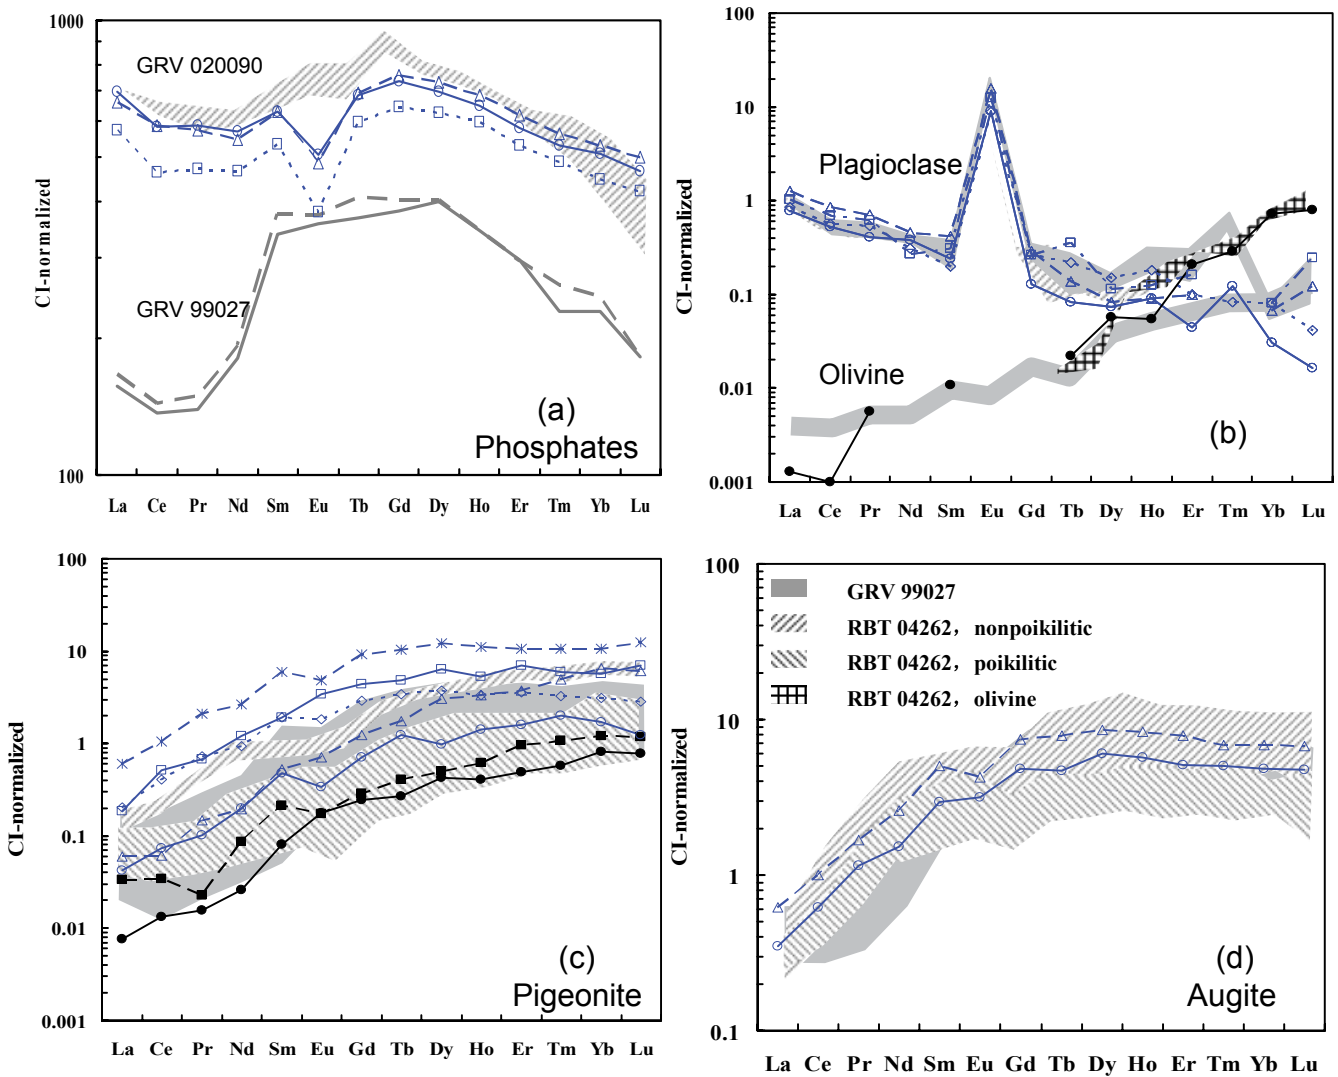 1000
GRV 020090
CI-normalized
GRV 99027
(a)
Phosphates
100
La Ce Pr Nd Sm Eu Tb Gd Dy Ho Er Tm Yb Lu
100
10
Plagioclase
1
CI-normalized
0.1
Olivine
0.01
(b)
0.001
La Ce Pr Nd Sm Eu Gd Tb Dy Ho Er Tm Yb Lu
100
10
1
CI-normalized
0.1
0.01
(c)
Pigeonite
0.001
La Ce Pr Nd Sm Eu Gd Tb Dy Ho Er Tm Yb Lu
100
GRV 99027
RBT 04262，nonpoikilitic
RBT 04262，poikilitic
RBT 04262，olivine
10
CI-normalized
1
(d)
Augite
0.1
La Ce Pr Nd Sm Eu Gd Tb Dy Ho Er Tm Yb Lu